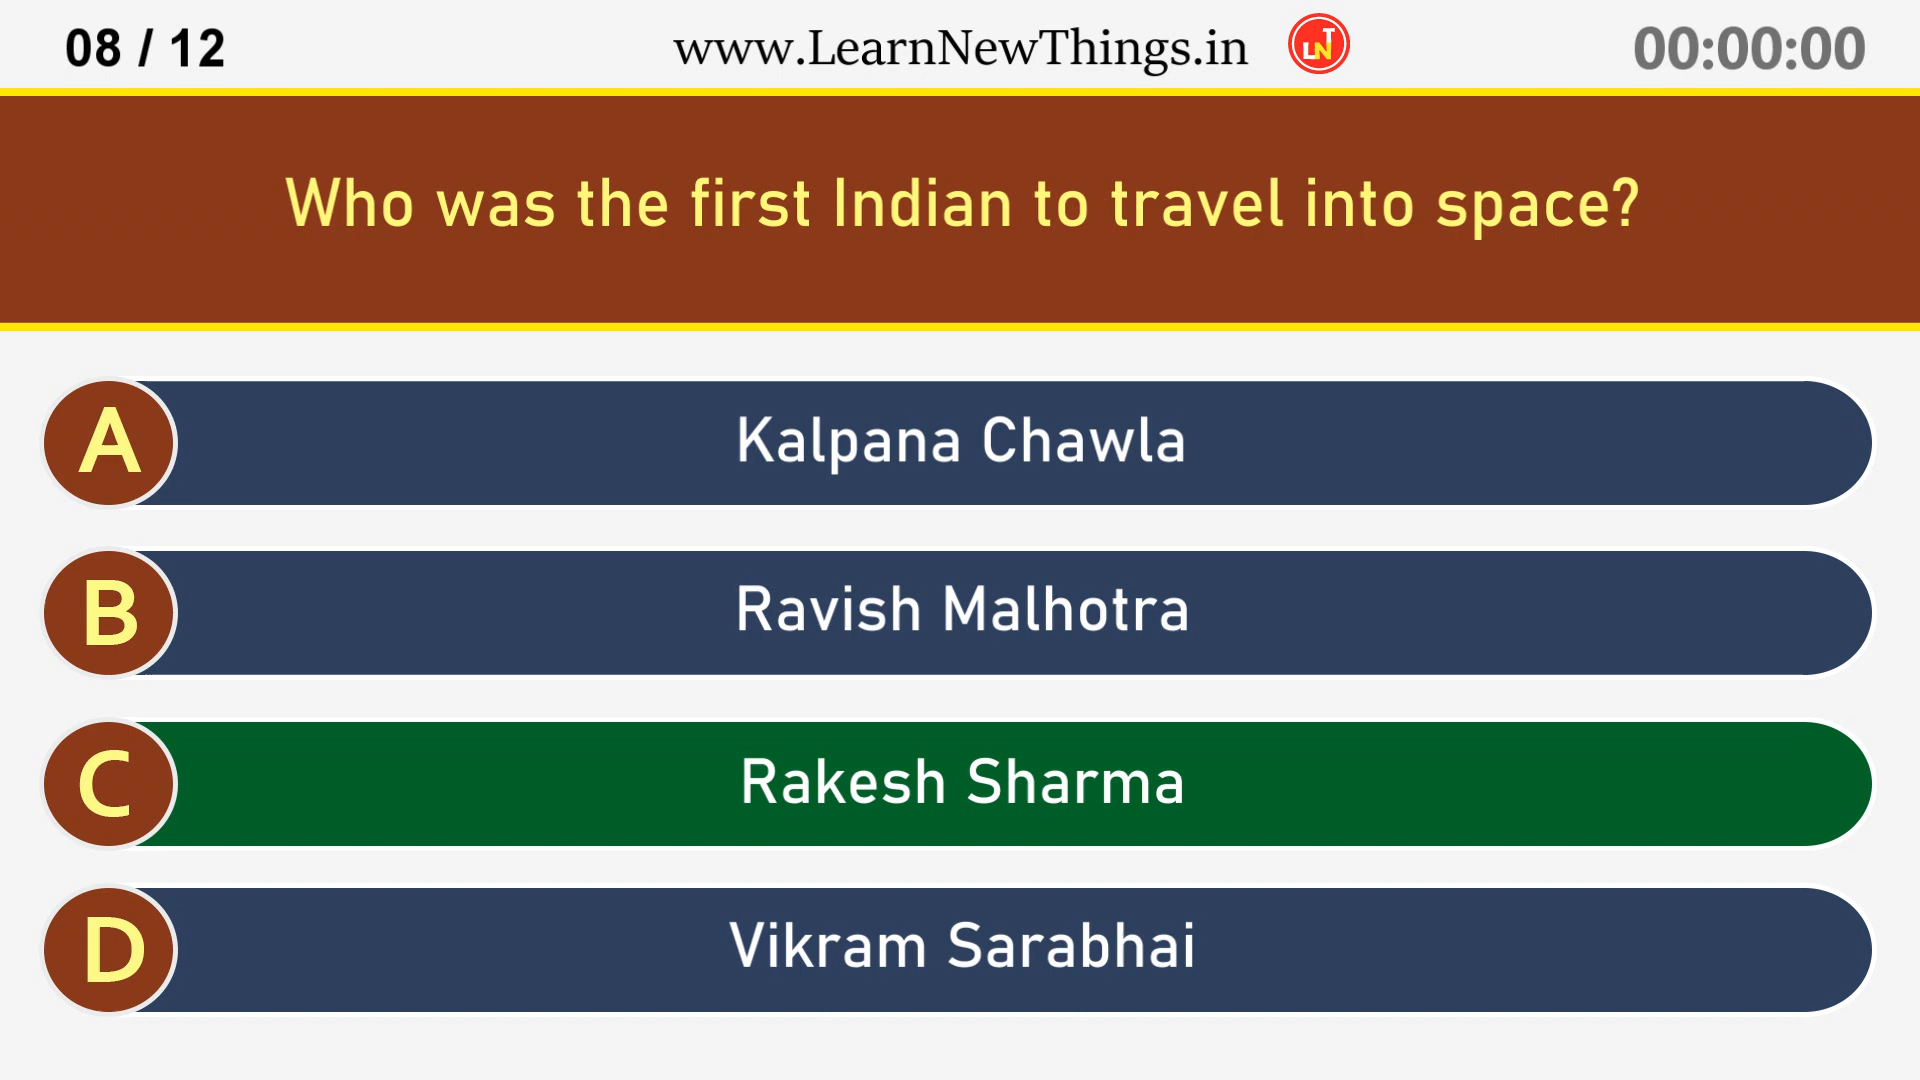 08 / 12
www.LearnNewThings.in
LNT
00:00:00
Who was the first Indian to travel into space?
A
Kalpana Chawla
B
Ravish Malhotra
C
Rakesh Sharma
D
Vikram Sarabhai